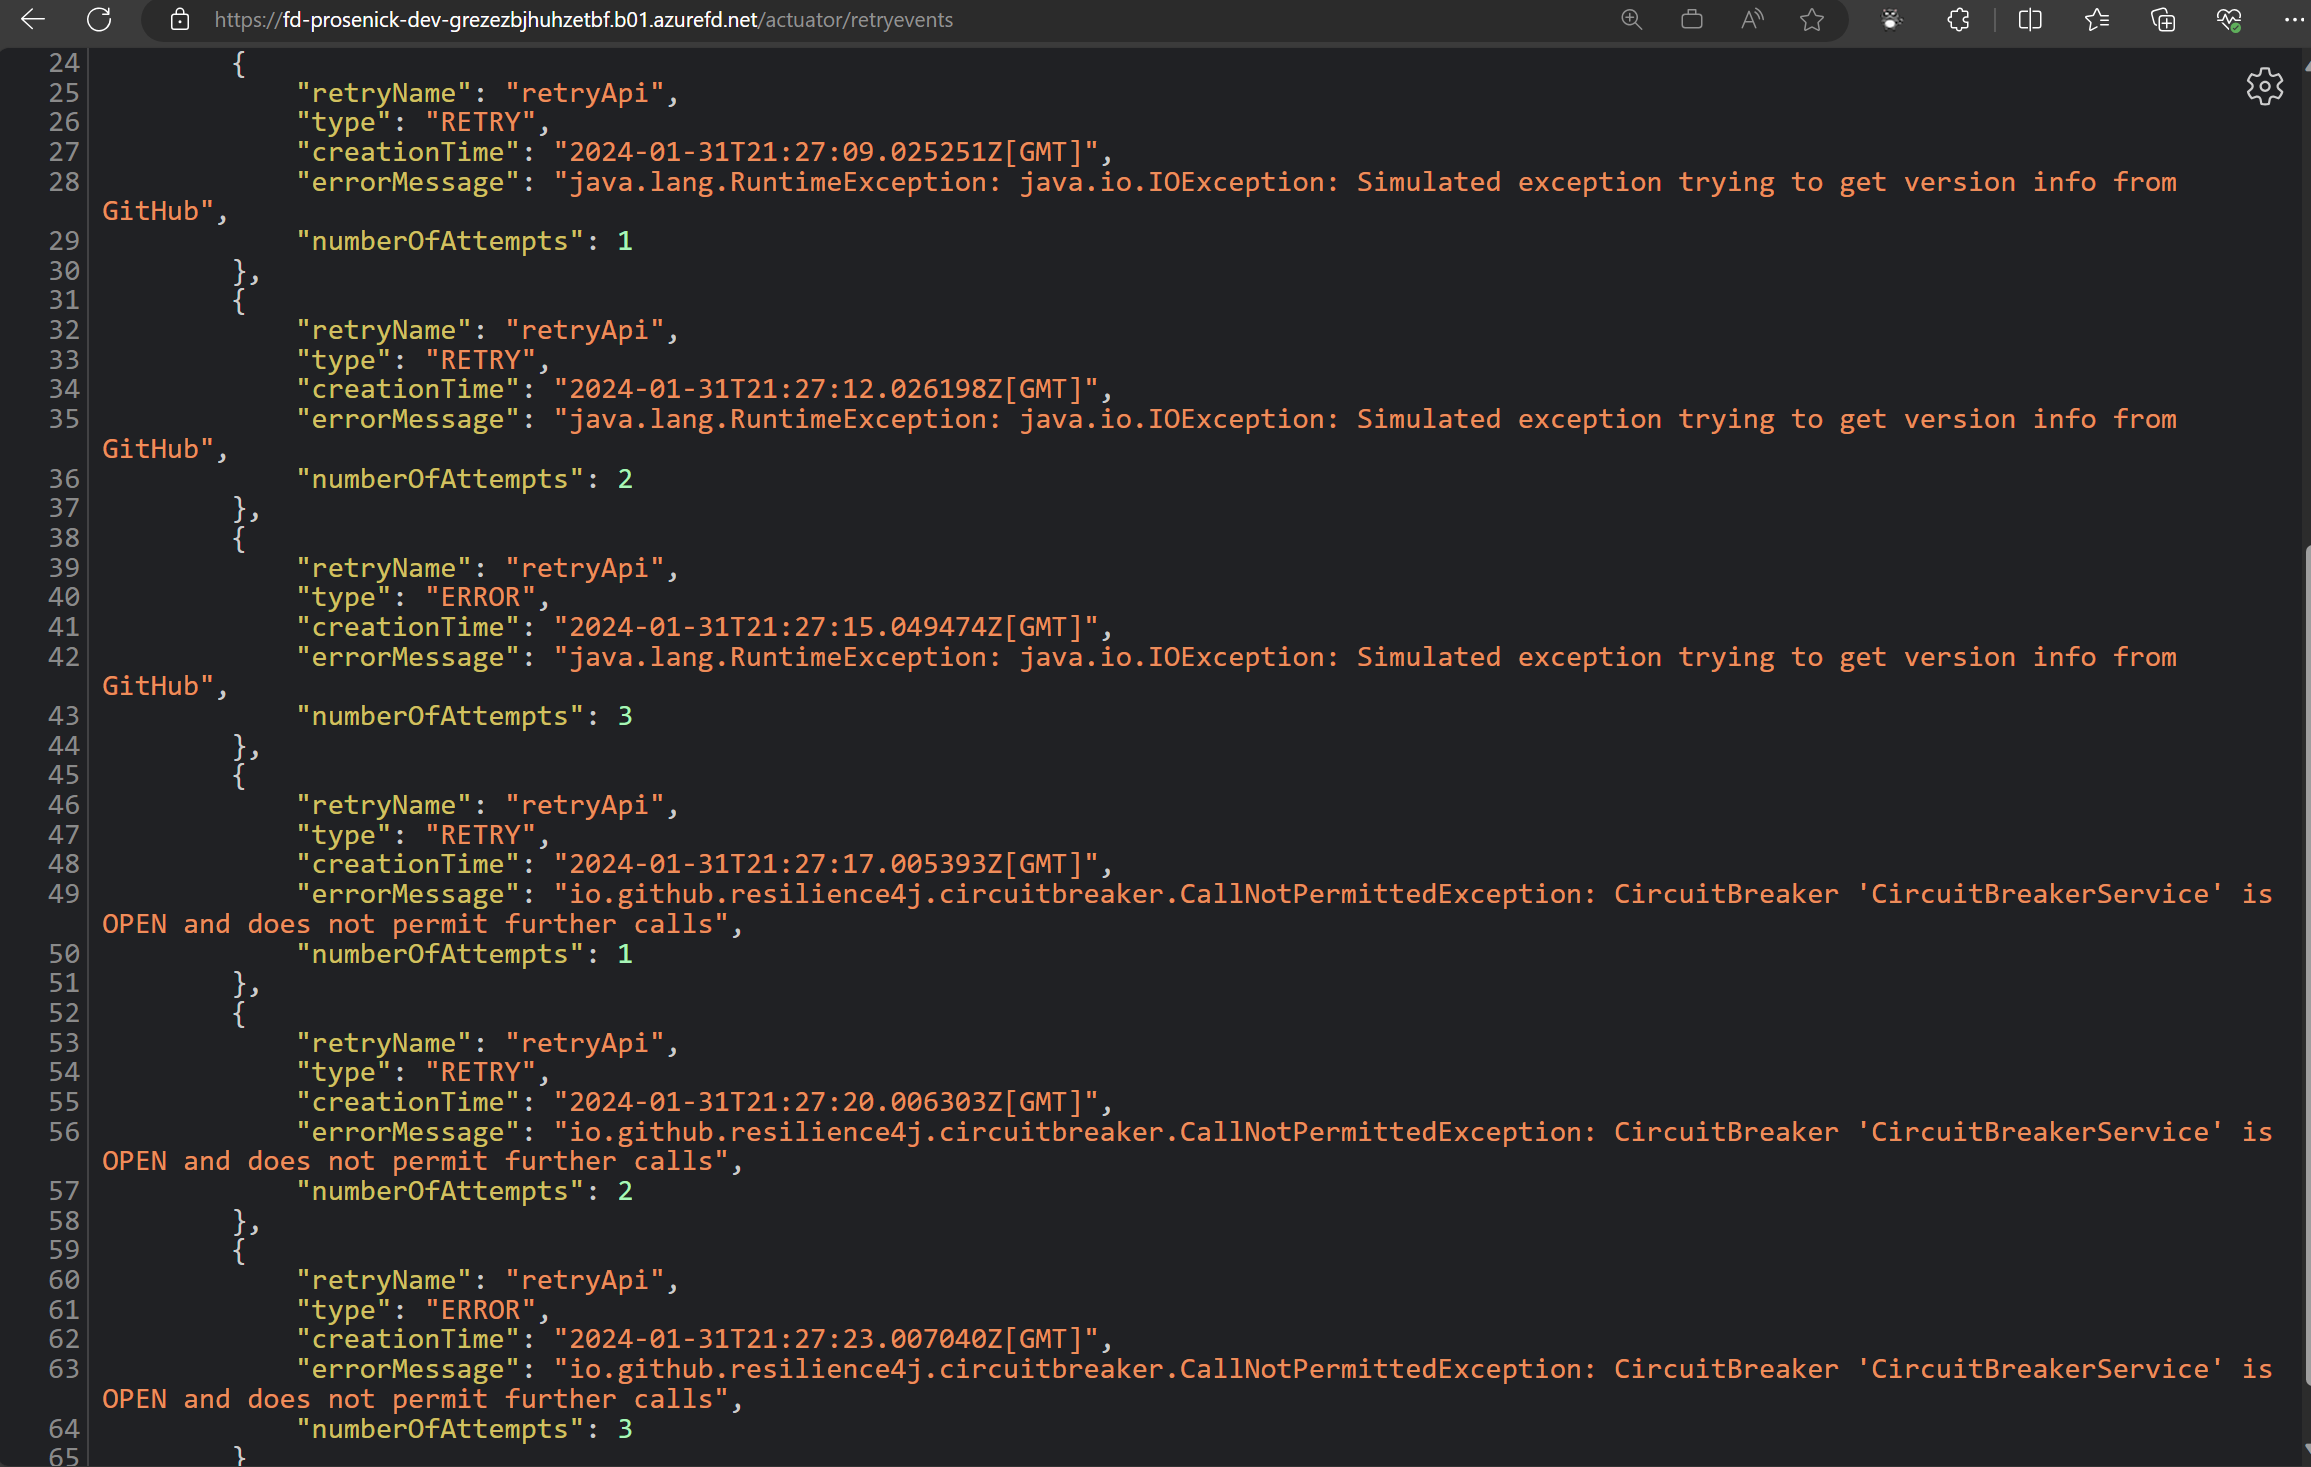 https://fd-prosenick-dev-grezezbjhuhzetbf.b01.azurefd.net/actuator/retryevents
24 {
25 "retryName": "retryApi",
26 "type": "RETRY",
27 "creationTime": "2024-01-31T21:27:09.025251Z[GMT]",
28 "errorMessage": "java.lang.RuntimeException: java.io.IOException: Simulated exception trying to get version info from
GitHub",
29 "numberOfAttempts": 1
30 },
31 {
32 "retryName": "retryApi",
33 "type": "RETRY",
34 "creationTime": "2024-01-31T21:27:12.026198Z[GMT]",
35 "errorMessage": "java.lang.RuntimeException: java.io.IOException: Simulated exception trying to get version info from
GitHub",
36 "numberOfAttempts": 2
37 },
38 {
39 "retryName": "retryApi",
40 "type": "ERROR",
41 "creationTime": "2024-01-31T21:27:15.049474Z[GMT]",
42 "errorMessage": "java.lang.RuntimeException: java.io.IOException: Simulated exception trying to get version info from
GitHub",
43 "numberOfAttempts": 3
44 },
45 {
46 "retryName": "retryApi",
47 "type": "RETRY",
48 "creationTime": "2024-01-31T21:27:17.005393Z[GMT]",
49 "errorMessage": "io.github.resilience4j.circuitbreaker.CallNotPermittedException: CircuitBreaker 'CircuitBreakerService' is
OPEN and does not permit further calls",
50 "numberOfAttempts": 1
51 },
52 {
53 "retryName": "retryApi",
54 "type": "RETRY",
55 "creationTime": "2024-01-31T21:27:20.006303Z[GMT]",
56 "errorMessage": "io.github.resilience4j.circuitbreaker.CallNotPermittedException: CircuitBreaker 'CircuitBreakerService' is
OPEN and does not permit further calls",
57 "numberOfAttempts": 2
58 },
59 {
60 "retryName": "retryApi",
61 "type": "ERROR",
62 "creationTime": "2024-01-31T21:27:23.007040Z[GMT]",
63 "errorMessage": "io.github.resilience4j.circuitbreaker.CallNotPermittedException: CircuitBreaker 'CircuitBreakerService' is
OPEN and does not permit further calls",
64 "numberOfAttempts": 3
65 }